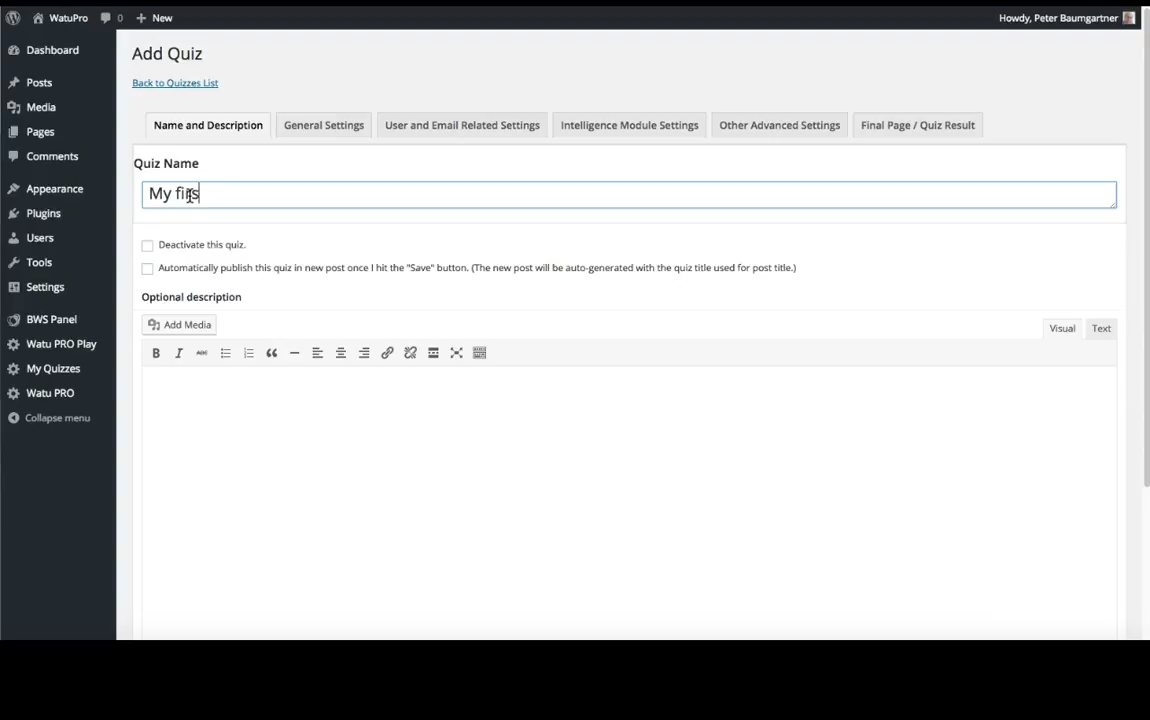 WatuPro 0 + New Howdy, Peter Baumgartner
Dashboard
Posts
Media
Pages
Comments
Appearance
Plugins
Users
Tools
Settings
BWS Panel
Watu PRO Play
My Quizzes
Watu PRO
Collapse menu
Add Quiz
Back to Quizzes List
Name and Description General Settings User and Email Related Settings Intelligence Module Settings Other Advanced Settings Final Page / Quiz Result
Quiz Name
My firs
Deactivate this quiz.
Automatically publish this quiz in new post once I hit the "Save" button. (The new post will be auto-generated with the quiz title used for post title.)
Optional description
Add Media Visual Text
B I ABC